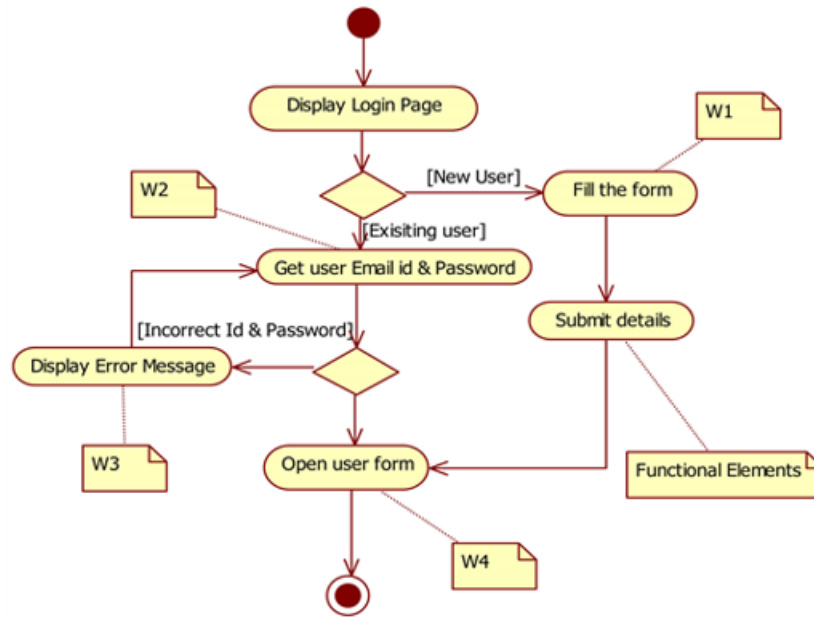 Display Login Page
W1
[New User]
Fill the form
W2
[Exisiting user]
Get user Email id & Password
[Incorrect Id & Password]
Submit details
Display Error Message
W3
Open user form
Functional Elements
W4